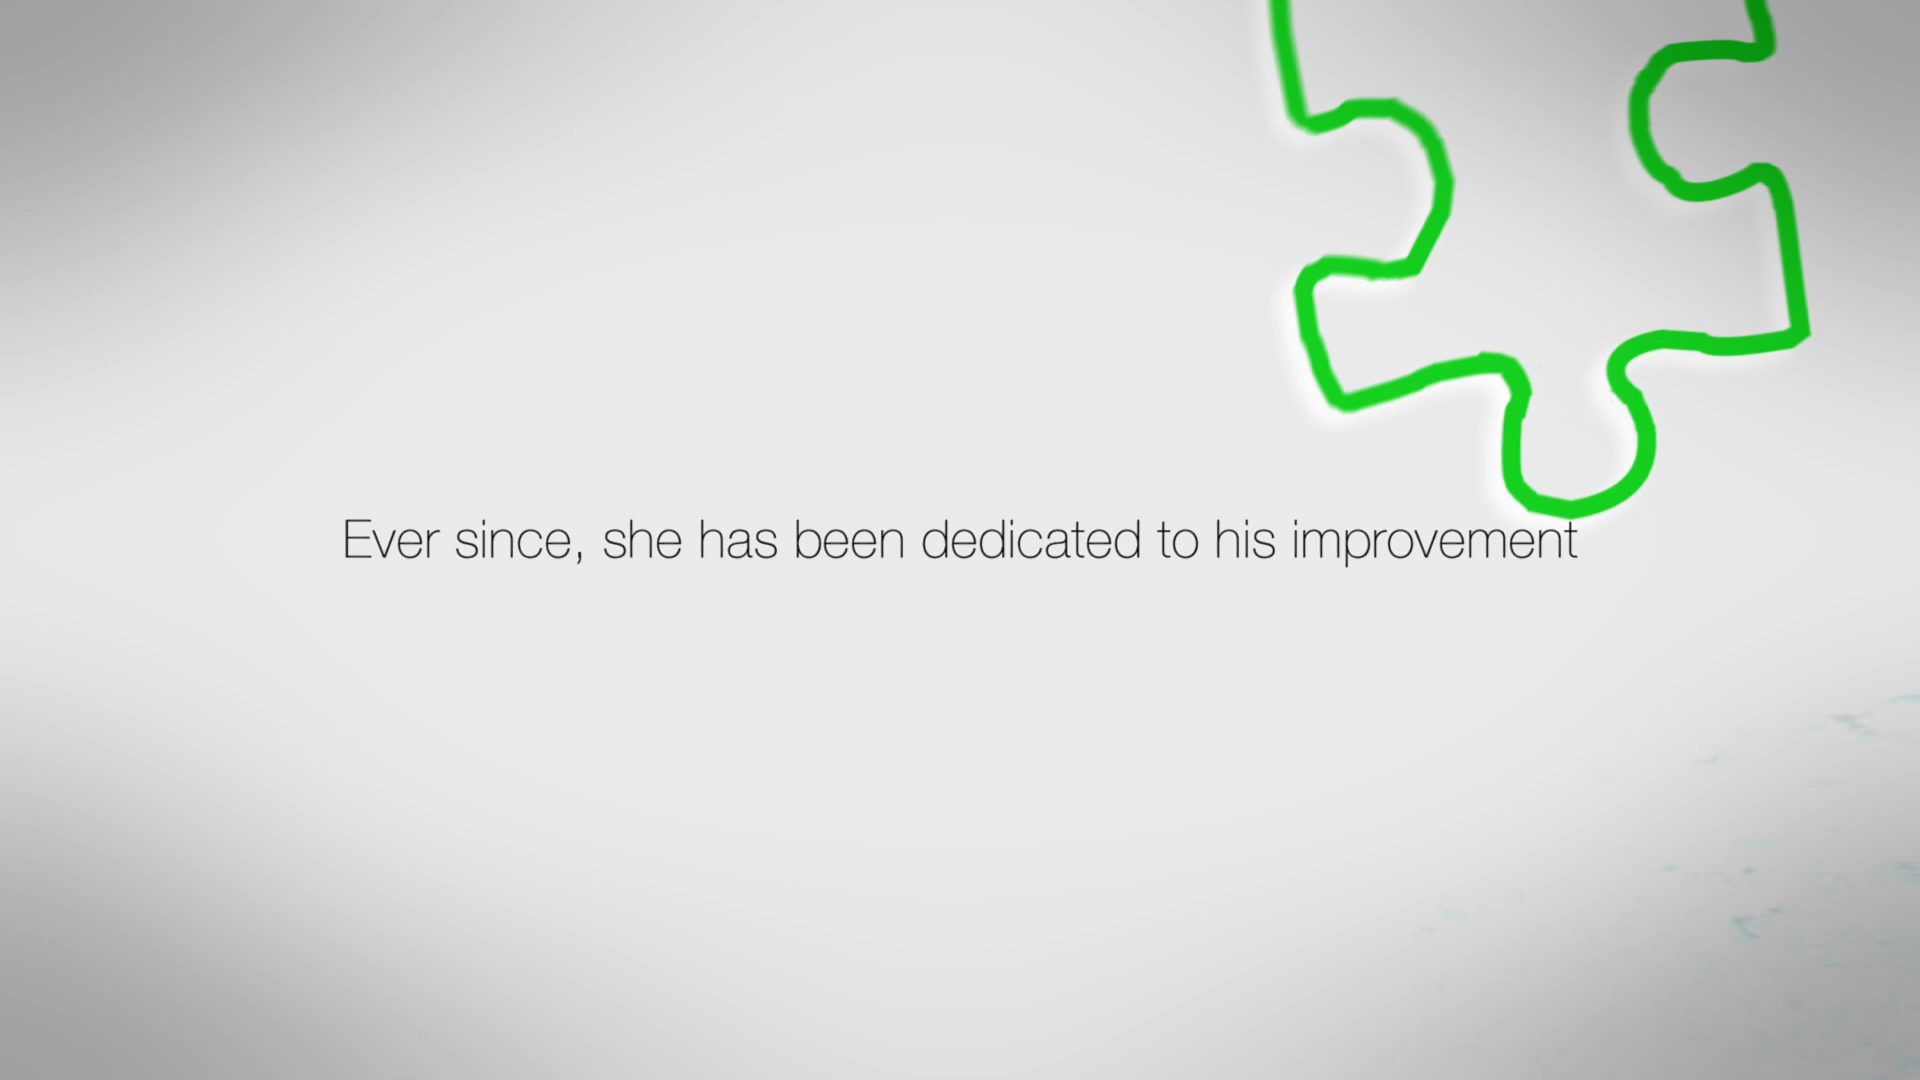 Ever since, she has been dedicated to his improvement